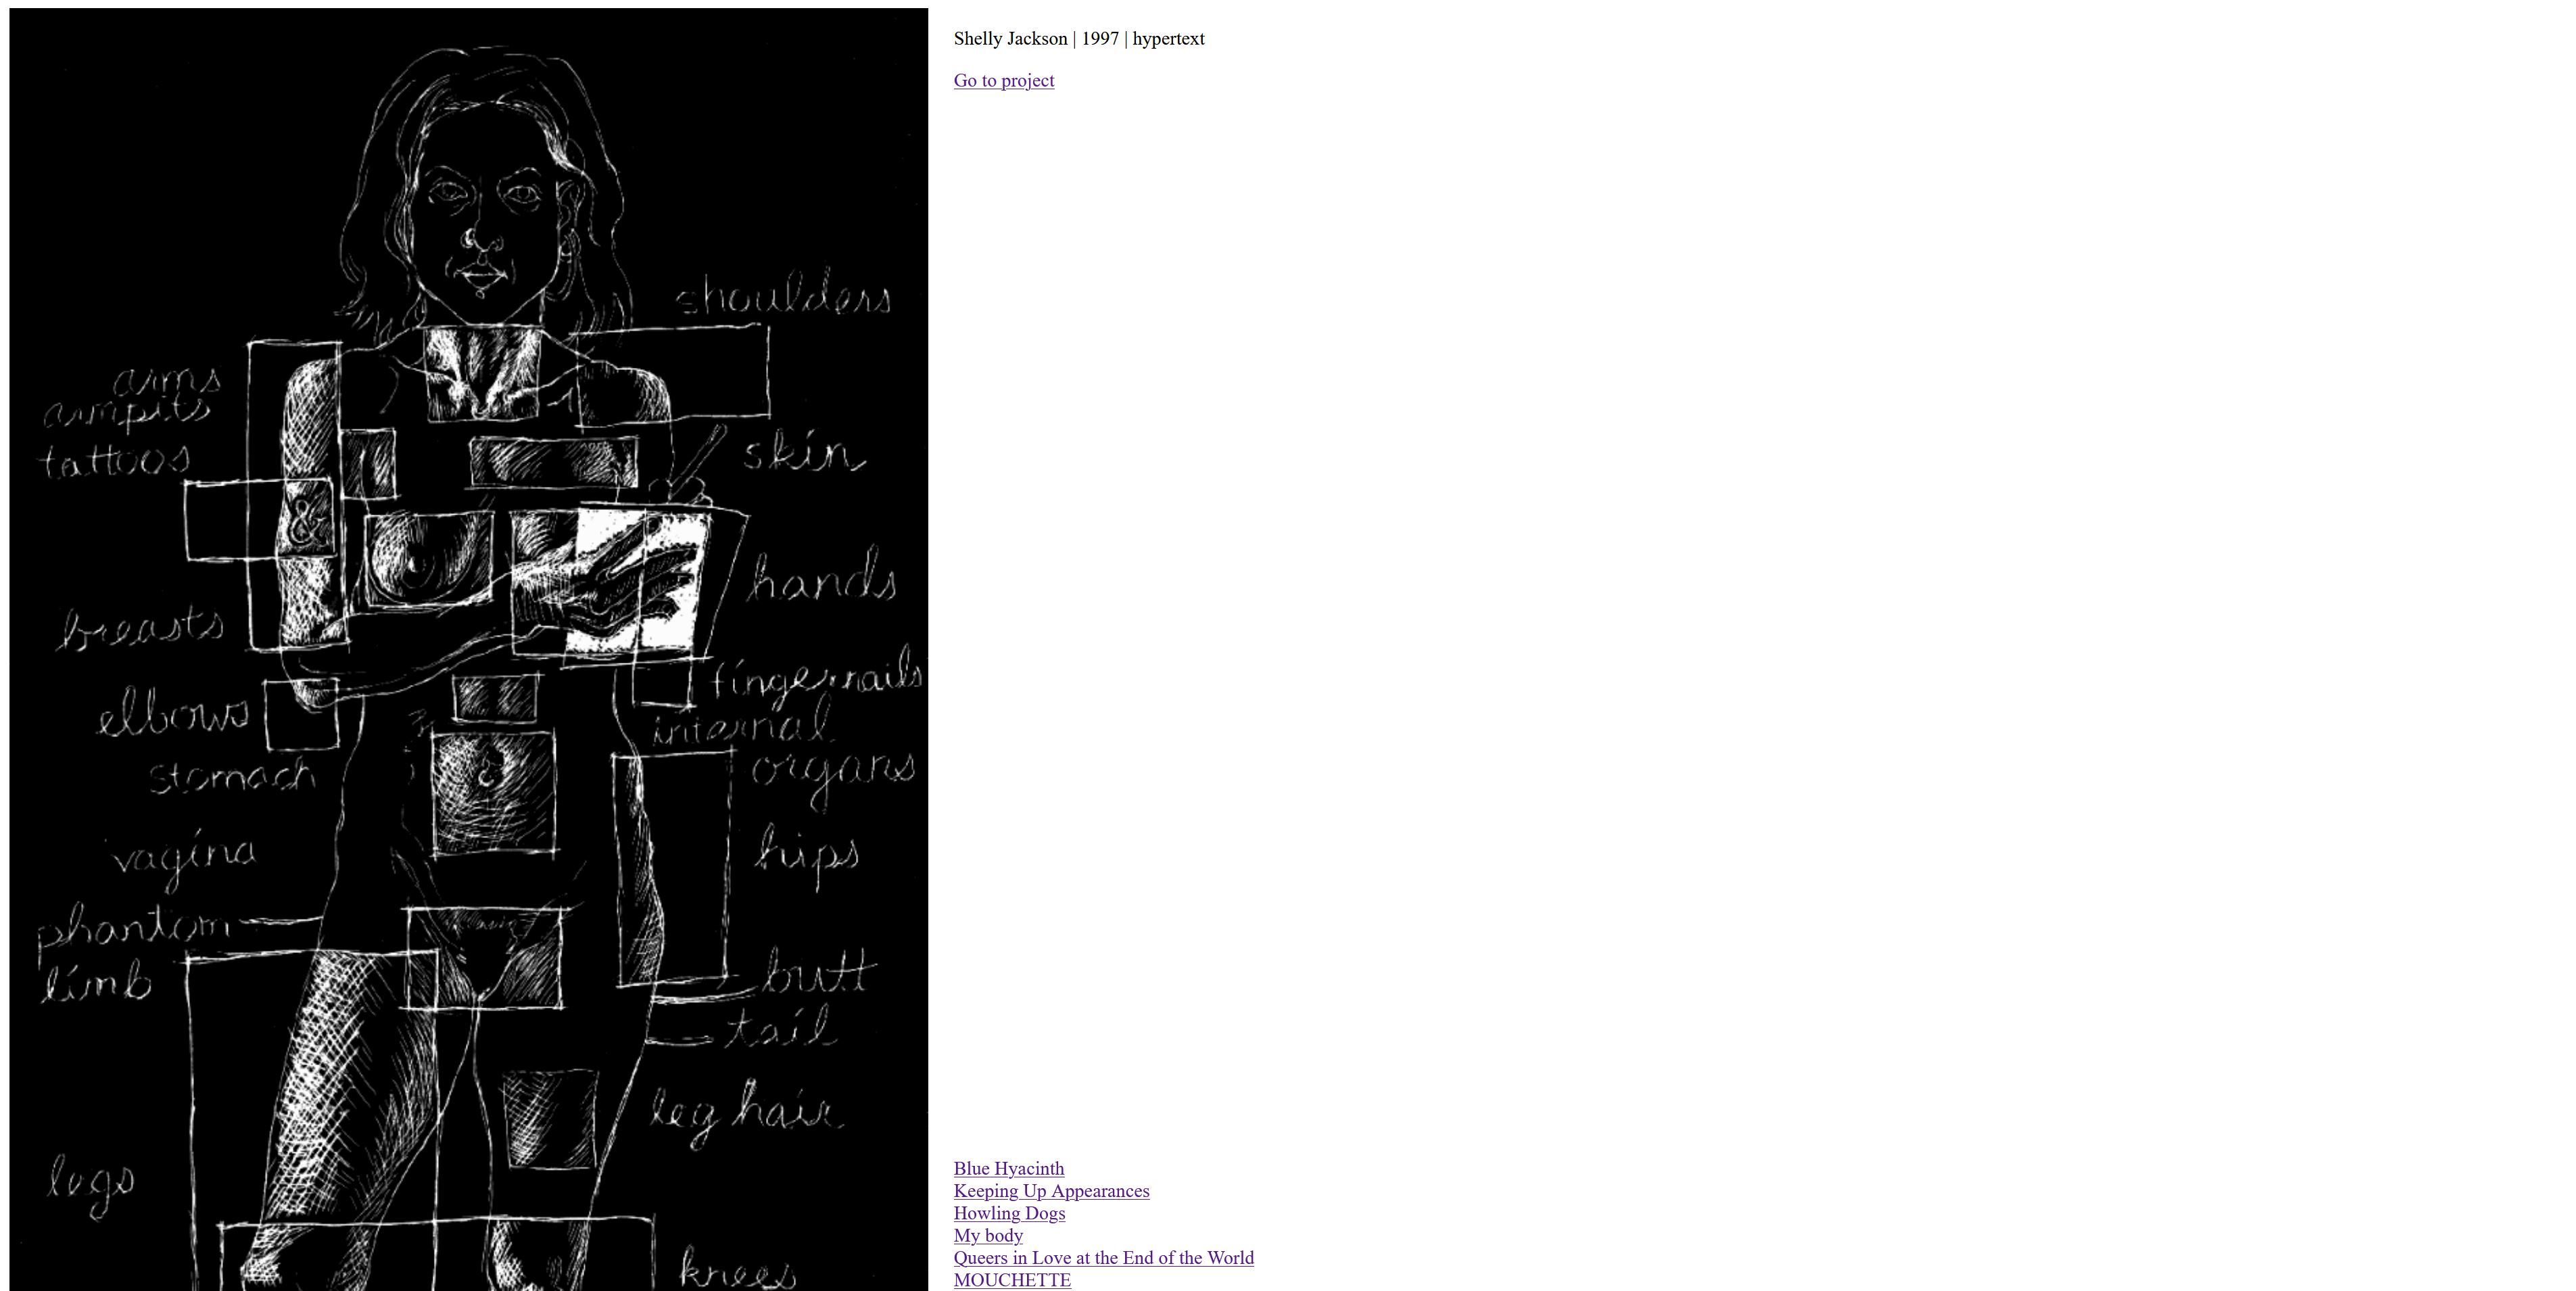 shoulders
arms
armpits
tattoos
skin
&
hands
breasts
fingernails
elbows
internal
organs
stomach
vagina
hips
phantom
limb
butt
tail
leg hair
legs
knees
Shelly Jackson | 1997 | hypertext
Go to project
Blue Hyacinth
Keeping Up Appearances
Howling Dogs
My body
Queers in Love at the End of the World
MOUCHETTE